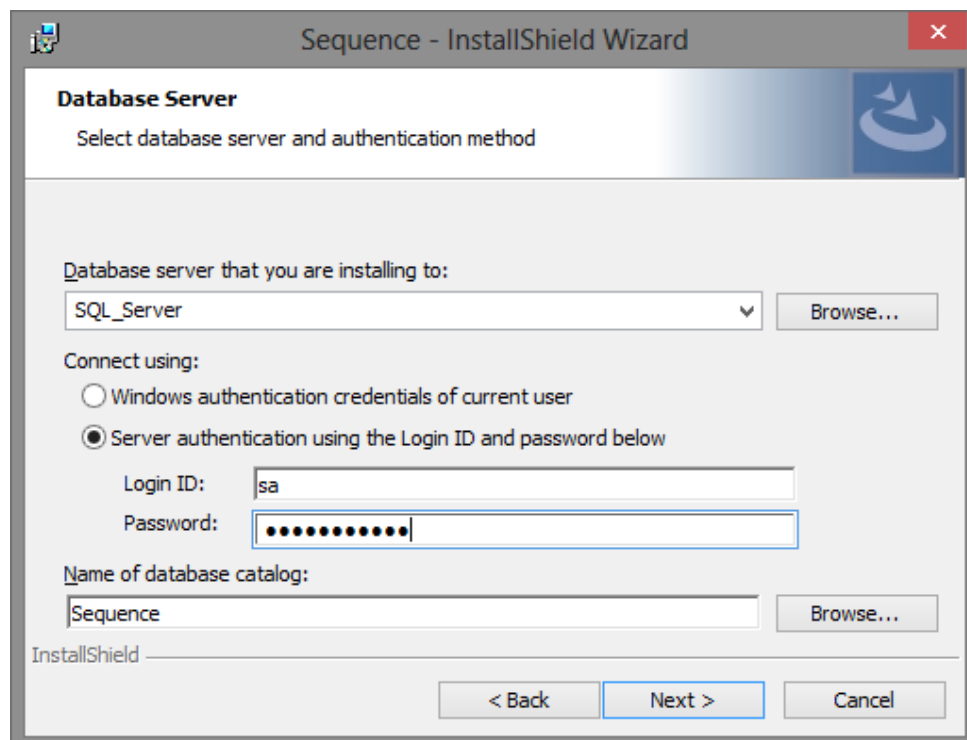 Sequence - InstallShield Wizard
Database Server
Select database server and authentication method
Database server that you are installing to:
SQL_Server
Browse...
Connect using:
Windows authentication credentials of current user
Server authentication using the Login ID and password below
Login ID:
sa
Password:
●●●●●●●●●●●
Name of database catalog:
Sequence
Browse...
InstallShield
< Back
Next >
Cancel